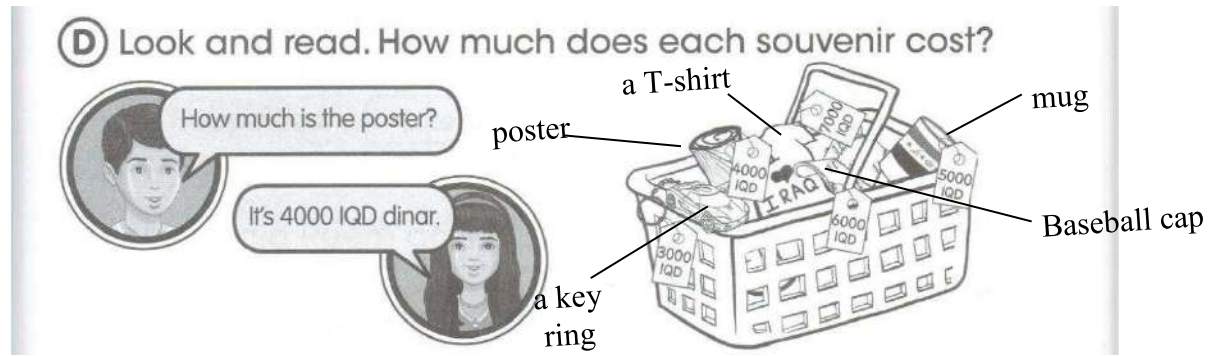 D Look and read. How much does each souvenir cost?
How much is the poster?
It's 4000 IQD dinar.
poster
a T-shirt
mug
Baseball cap
a key
ring
7000
IQD
4000
IQD
I
IRAQ
5000
IQD
6000
IQD
3000
IQD